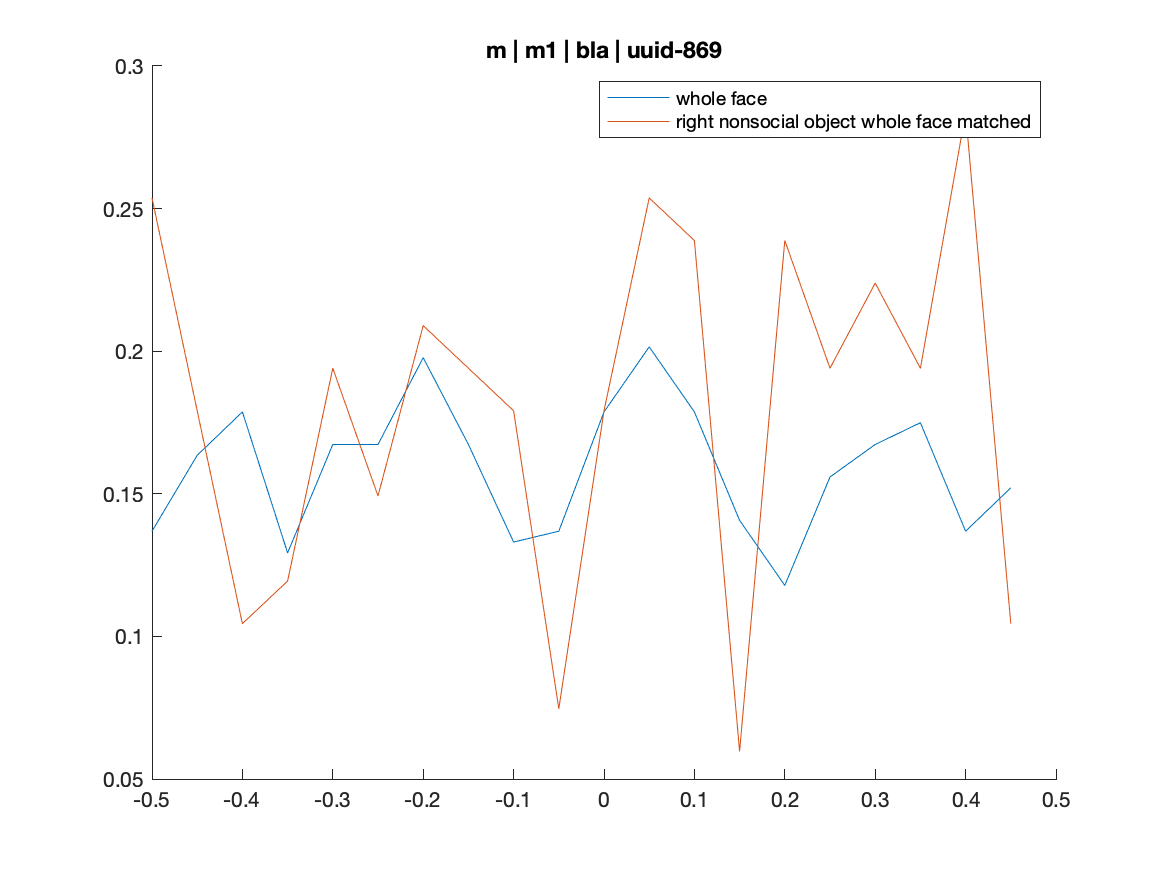 m | m1 | bla | uuid-869
whole face
right nonsocial object whole face matched
0.3
0.25
0.2
0.15
0.1
0.05
-0.5 -0.4 -0.3 -0.2 -0.1 0 0.1 0.2 0.3 0.4 0.5